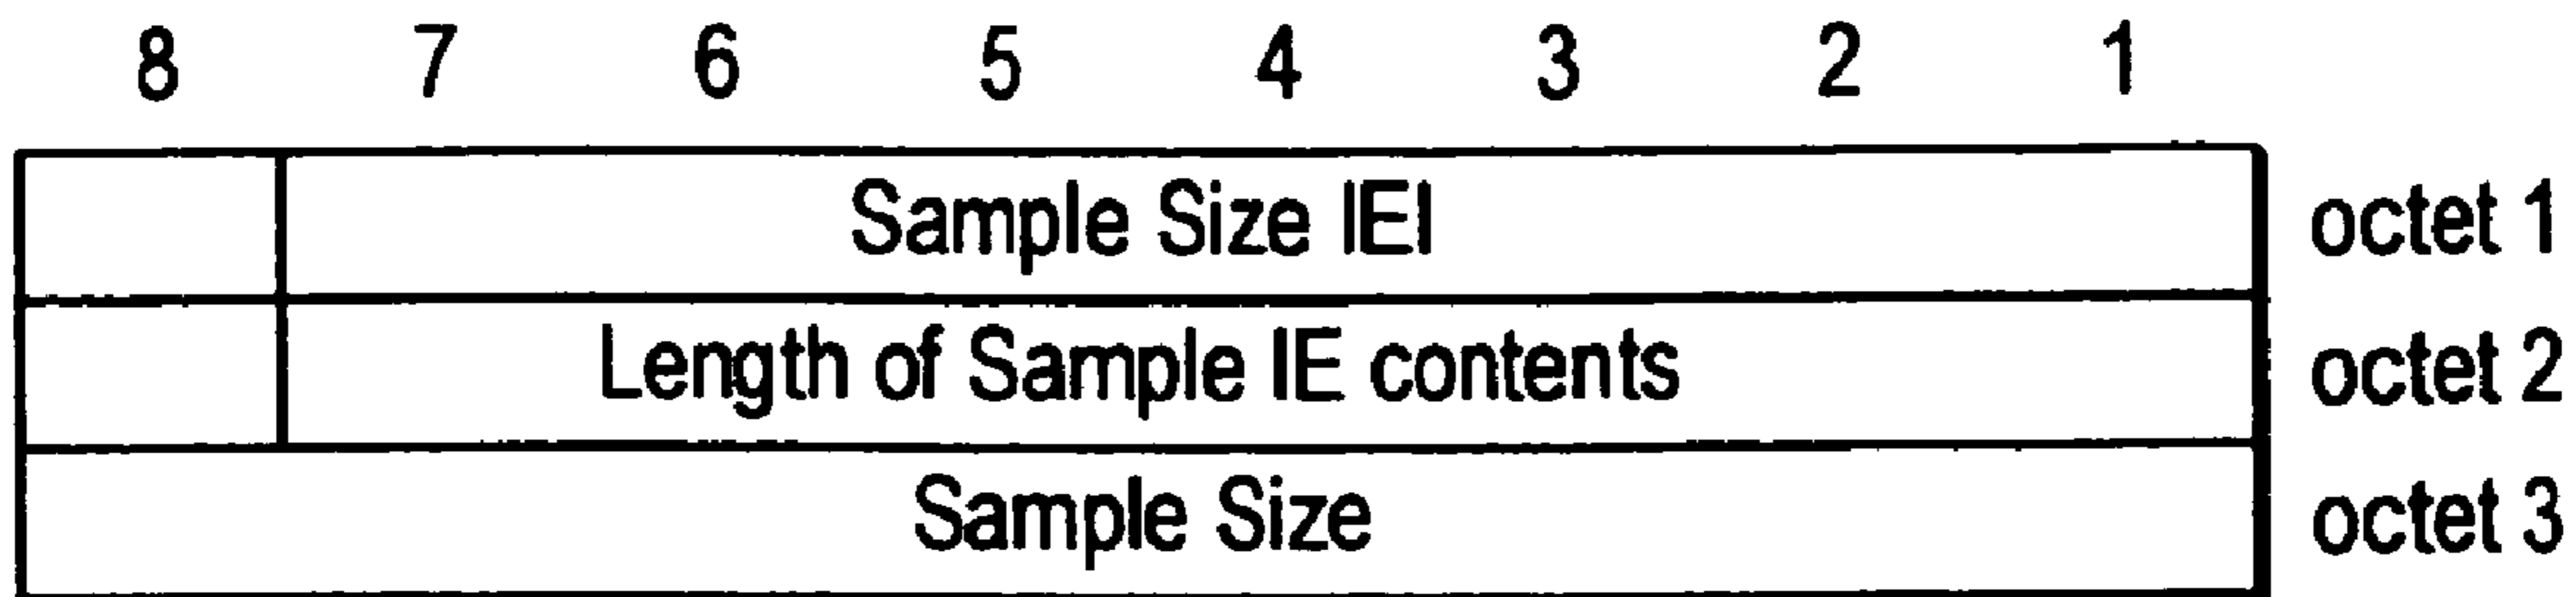 8 7 6 5 4 3 2 1
Sample Size IEI octet 1
Length of Sample IE contents octet 2
Sample Size octet 3